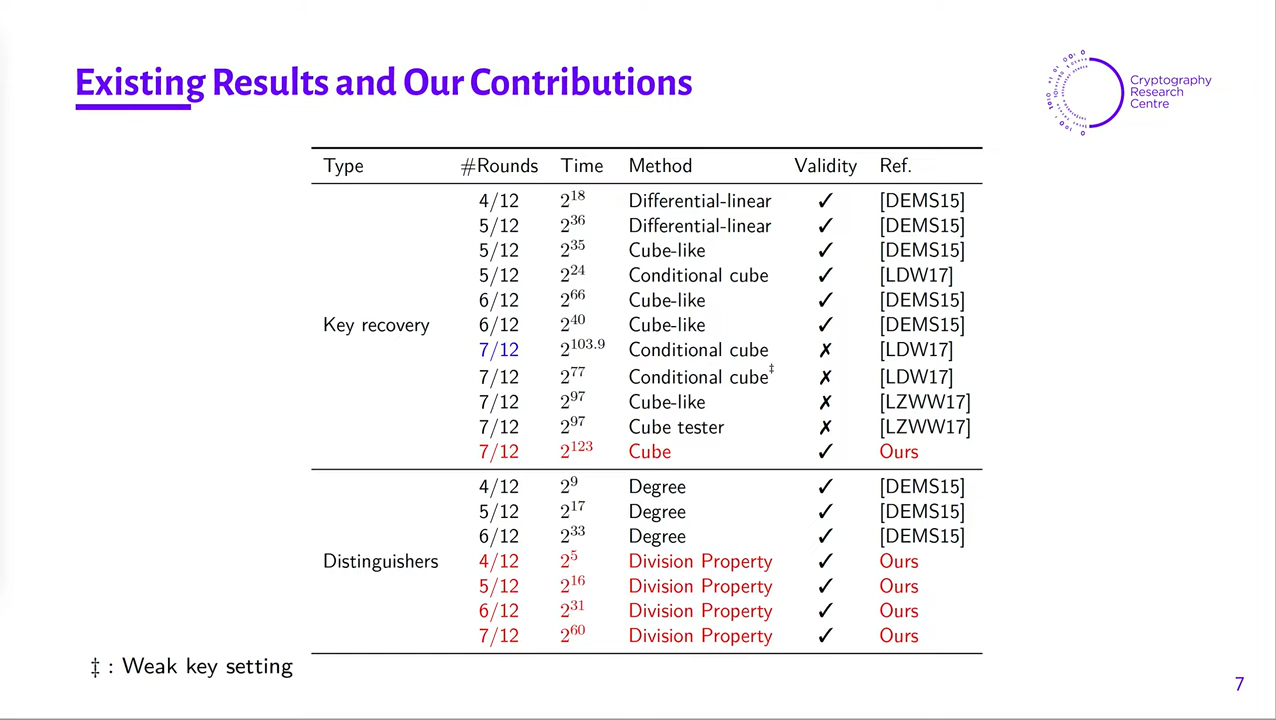 Existing Results and Our Contributions
Cryptography
Research
Centre
Type #Rounds Time Method Validity Ref.
4/12 2^18 Differential-linear ✓ [DEMS15]
5/12 2^36 Differential-linear ✓ [DEMS15]
5/12 2^35 Cube-like ✓ [DEMS15]
5/12 2^24 Conditional cube ✓ [LDW17]
6/12 2^66 Cube-like ✓ [DEMS15]
Key recovery 6/12 2^40 Cube-like ✓ [DEMS15]
7/12 2^103.9 Conditional cube ✗ [LDW17]
7/12 2^77 Conditional cube‡ ✗ [LDW17]
7/12 2^97 Cube-like ✗ [LZWW17]
7/12 2^97 Cube tester ✗ [LZWW17]
7/12 2^123 Cube ✓ Ours
4/12 2^9 Degree ✓ [DEMS15]
5/12 2^17 Degree ✓ [DEMS15]
6/12 2^33 Degree ✓ [DEMS15]
Distinguishers 4/12 2^5 Division Property ✓ Ours
5/12 2^16 Division Property ✓ Ours
6/12 2^31 Division Property ✓ Ours
7/12 2^60 Division Property ✓ Ours
‡ : Weak key setting
7